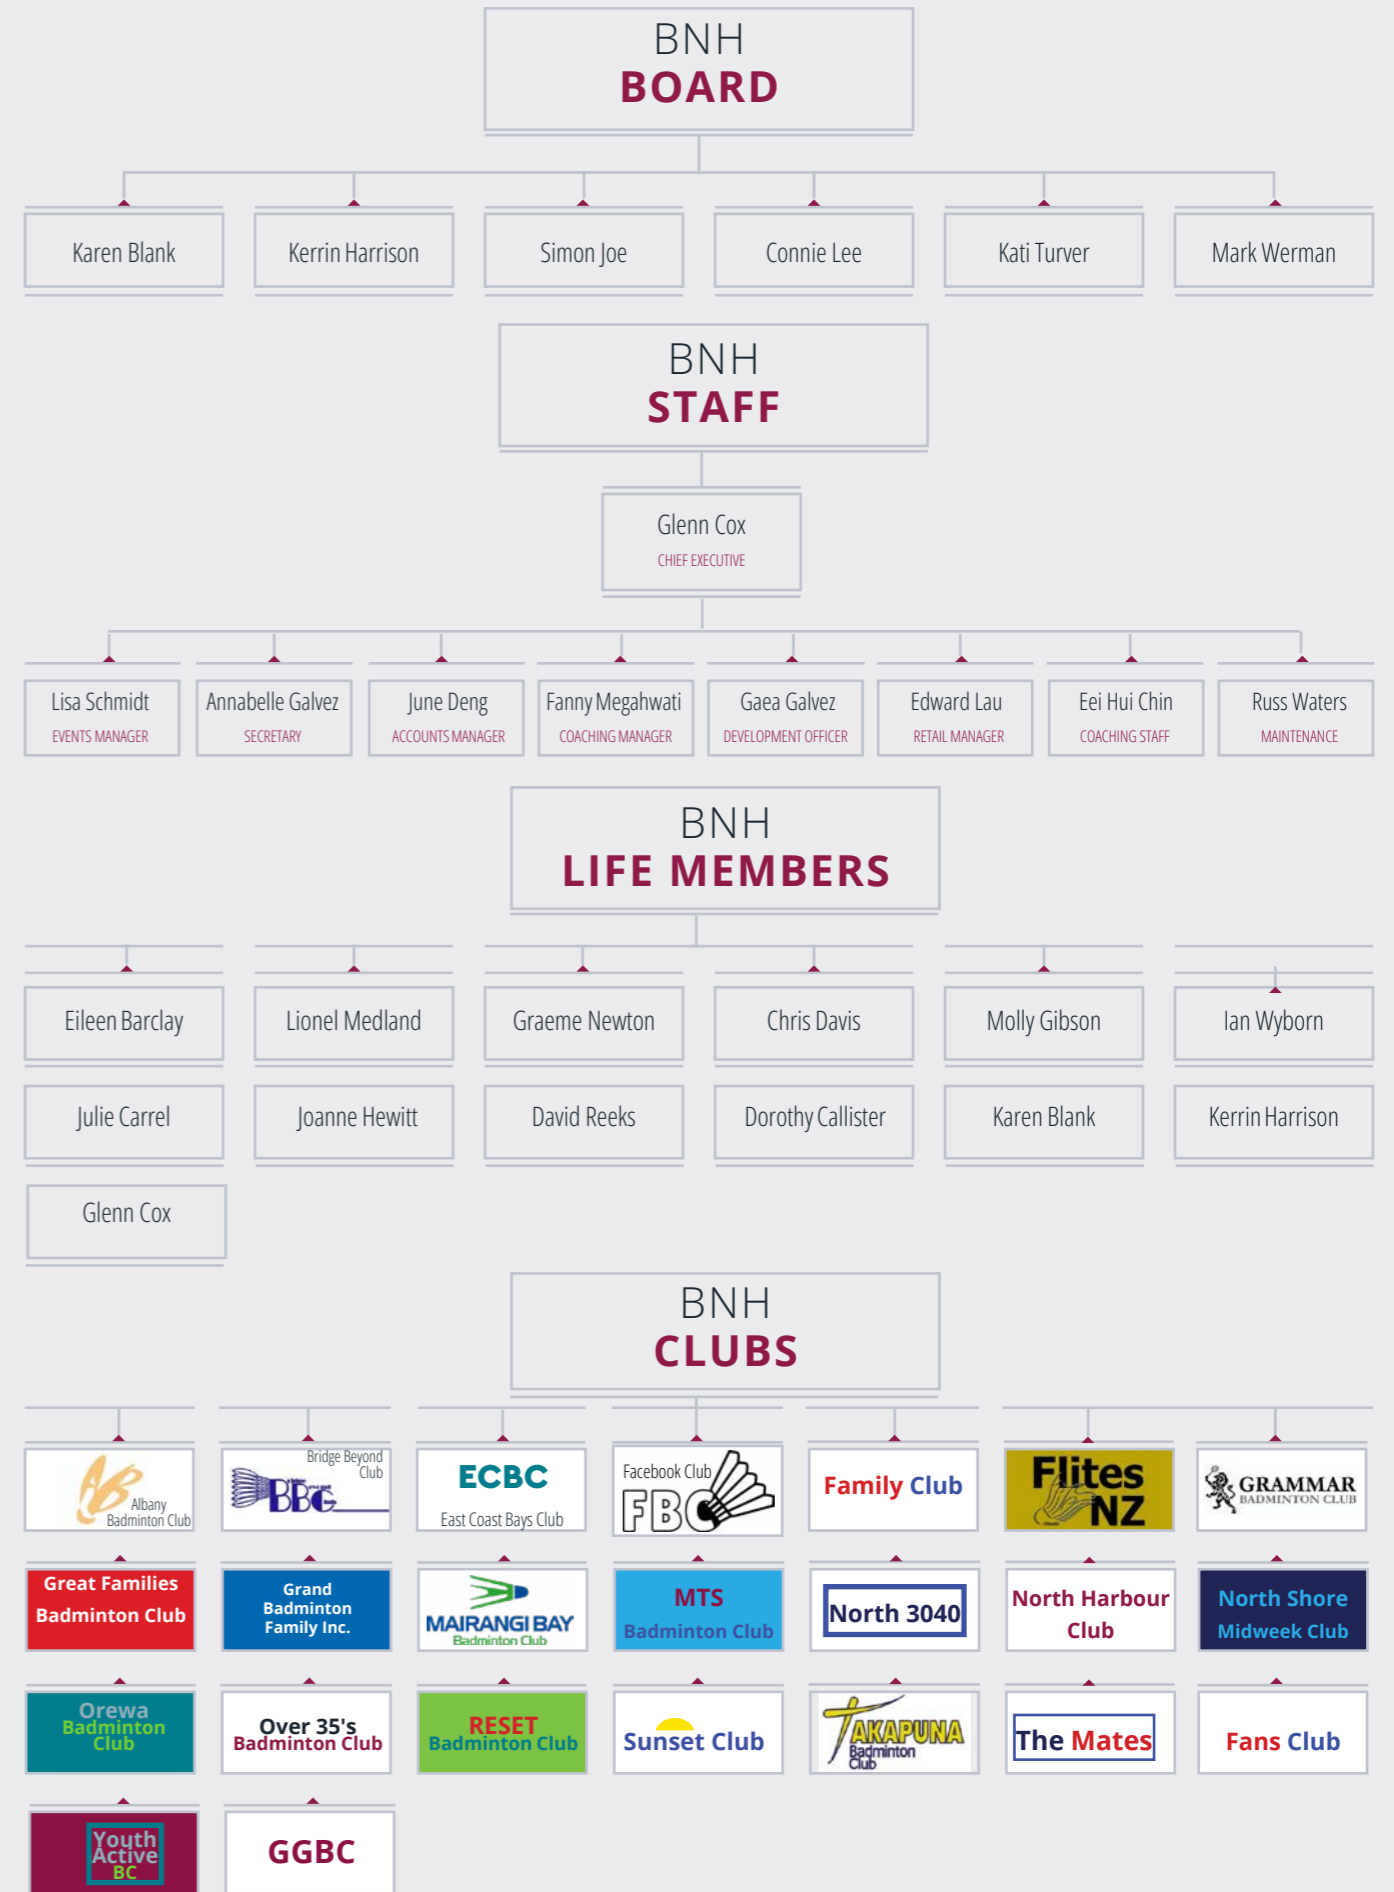 BNH
BOARD
Karen Blank
Kerrin Harrison
Simon Joe
Connie Lee
Kati Turver
Mark Werman
BNH
STAFF
Glenn Cox
CHIEF EXECUTIVE
Lisa Schmidt
EVENTS MANAGER
Annabelle Galvez
SECRETARY
June Deng
ACCOUNTS MANAGER
Fanny Megahwati
COACHING MANAGER
Gaea Galvez
DEVELOPMENT OFFICER
Edward Lau
RETAIL MANAGER
Eei Hui Chin
COACHING STAFF
Russ Waters
MAINTENANCE
BNH
LIFE MEMBERS
Eileen Barclay
Lionel Medland
Graeme Newton
Chris Davis
Molly Gibson
Ian Wyborn
Julie Carrel
Joanne Hewitt
David Reeks
Dorothy Callister
Karen Blank
Kerrin Harrison
Glenn Cox
BNH
CLUBS
AB
Albany
Badminton Club
Bridge Beyond
Club
BBC
ECBC
East Coast Bays Club
Facebook Club
FBC
Family Club
Flites
NZ
GRAMMAR
BADMINTON CLUB
Great Families
Badminton Club
Grand
Badminton
Family Inc.
MAIRANGI BAY
Badminton Club
MTS
Badminton Club
North 3040
North Harbour
Club
North Shore
Midweek Club
Orewa
Badminton
Club
Over 35's
Badminton Club
RESET
Badminton Club
Sunset Club
TAKAPUNA
Badminton
Club
The Mates
Fans Club
Youth
Active
BC
GGBC